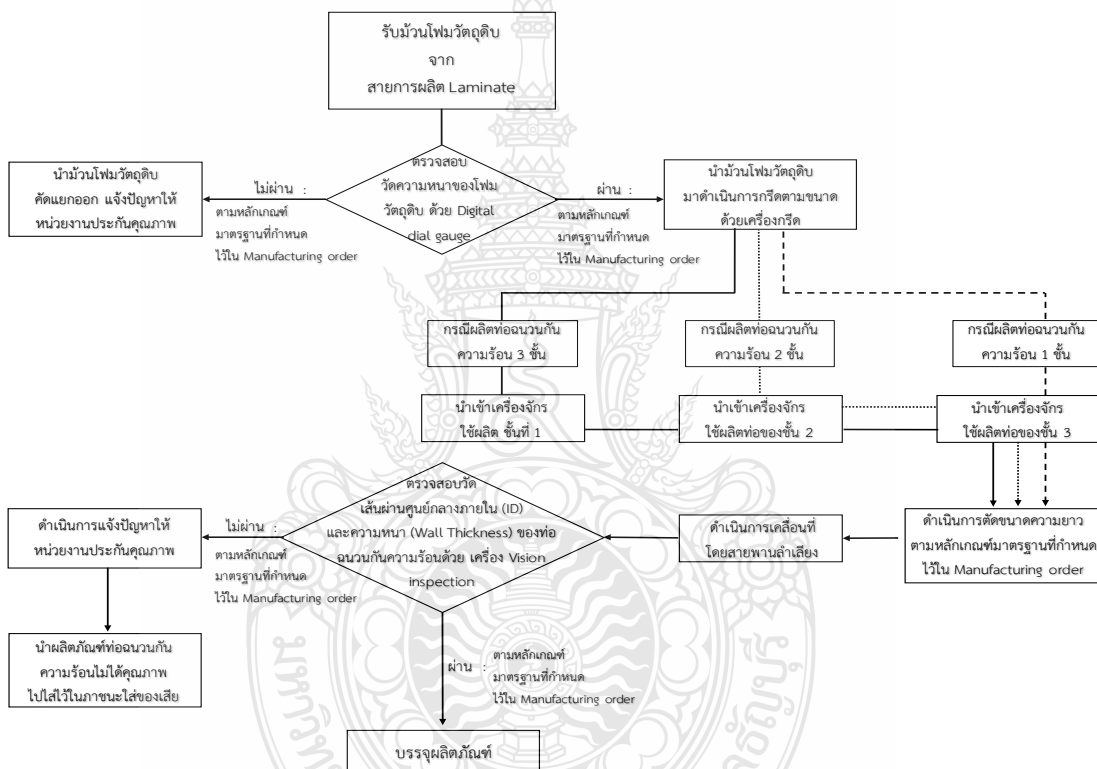 รับม้วนโฟมวัตถุดิบ
จาก
สายการผลิต Laminate
ตรวจสอบ
วัดความหนาของโฟม
วัตถุดิบ ด้วย Digital
dial gauge
นำม้วนโฟมวัตถุดิบ
คัดแยกออก แจ้งปัญหาให้
หน่วยงานประกันคุณภาพ
ไม่ผ่าน :
ตามหลักเกณฑ์
มาตรฐานที่กำหนด
ไว้ใน Manufacturing order
ผ่าน :
ตามหลักเกณฑ์
มาตรฐานที่กำหนด
ไว้ใน Manufacturing order
นำม้วนโฟมวัตถุดิบ
มาดำเนินการกรีดตามขนาด
ด้วยเครื่องกรีด
กรณีผลิตท่อฉนวนกัน
ความร้อน 3 ชั้น
กรณีผลิตท่อฉนวนกัน
ความร้อน 2 ชั้น
กรณีผลิตท่อฉนวนกัน
ความร้อน 1 ชั้น
นำเข้าเครื่องจักร
ใช้ผลิต ชั้นที่ 1
นำเข้าเครื่องจักร
ใช้ผลิตท่อของชั้น 2
นำเข้าเครื่องจักร
ใช้ผลิตท่อของชั้น 3
ดำเนินการตัดขนาดความยาว
ตามหลักเกณฑ์มาตรฐานที่กำหนด
ไว้ใน Manufacturing order
ดำเนินการเคลื่อนที่
โดยสายพานลำเลียง
ตรวจสอบวัด
เส้นผ่านศูนย์กลางภายใน (ID)
และความหนา (Wall Thickness) ของท่อ
ฉนวนกันความร้อนด้วย เครื่อง Vision
inspection
ไม่ผ่าน :
ตามหลักเกณฑ์
มาตรฐานที่กำหนด
ไว้ใน Manufacturing order
ดำเนินการแจ้งปัญหาให้
หน่วยงานประกันคุณภาพ
นำผลิตภัณฑ์ท่อฉนวนกัน
ความร้อนไม่ได้คุณภาพ
ไปใส่ไว้ในภาชนะใส่ของเสีย
ผ่าน :
ตามหลักเกณฑ์
มาตรฐานที่กำหนด
ไว้ใน Manufacturing order
บรรจุผลิตภัณฑ์